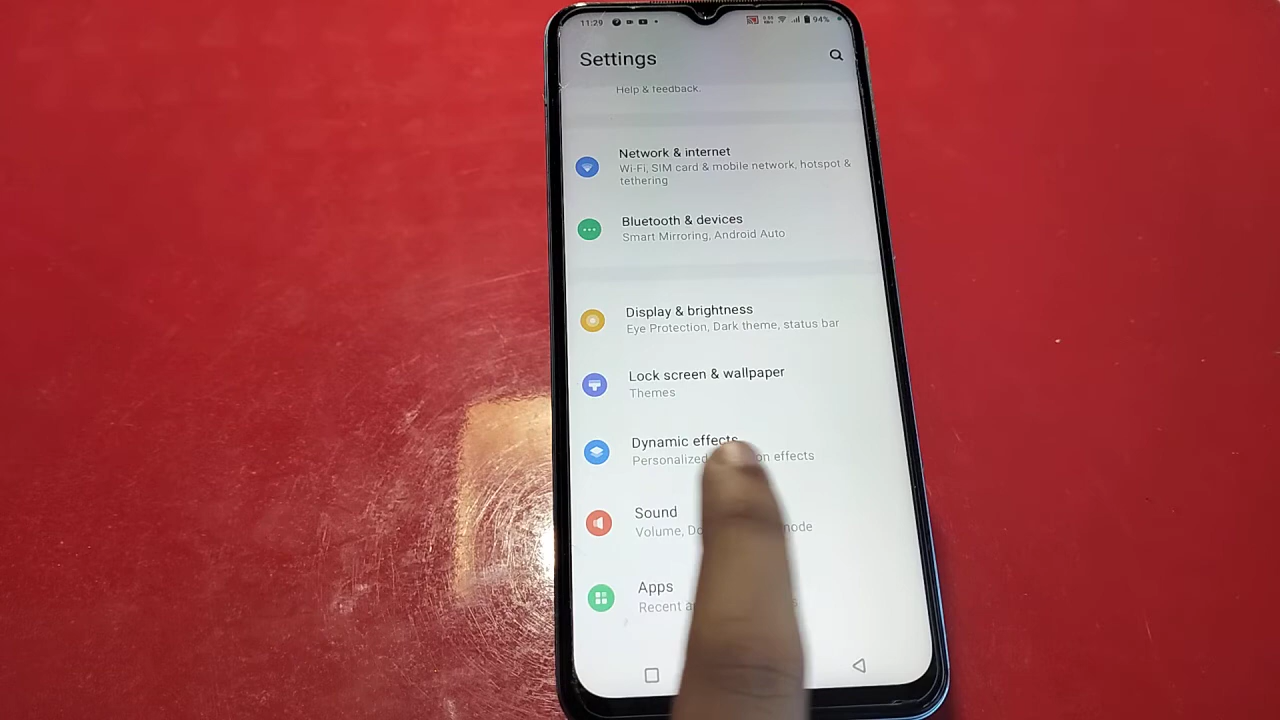 11:29
94%
Settings
Help & feedback.
Network & internet
Wi-Fi, SIM card & mobile network, hotspot &
tethering
Bluetooth & devices
Smart Mirroring, Android Auto
Display & brightness
Eye Protection, Dark theme, status bar
Lock screen & wallpaper
Themes
Dynamic effects
Personalized effects
Sound
Volume,
Apps
Recent